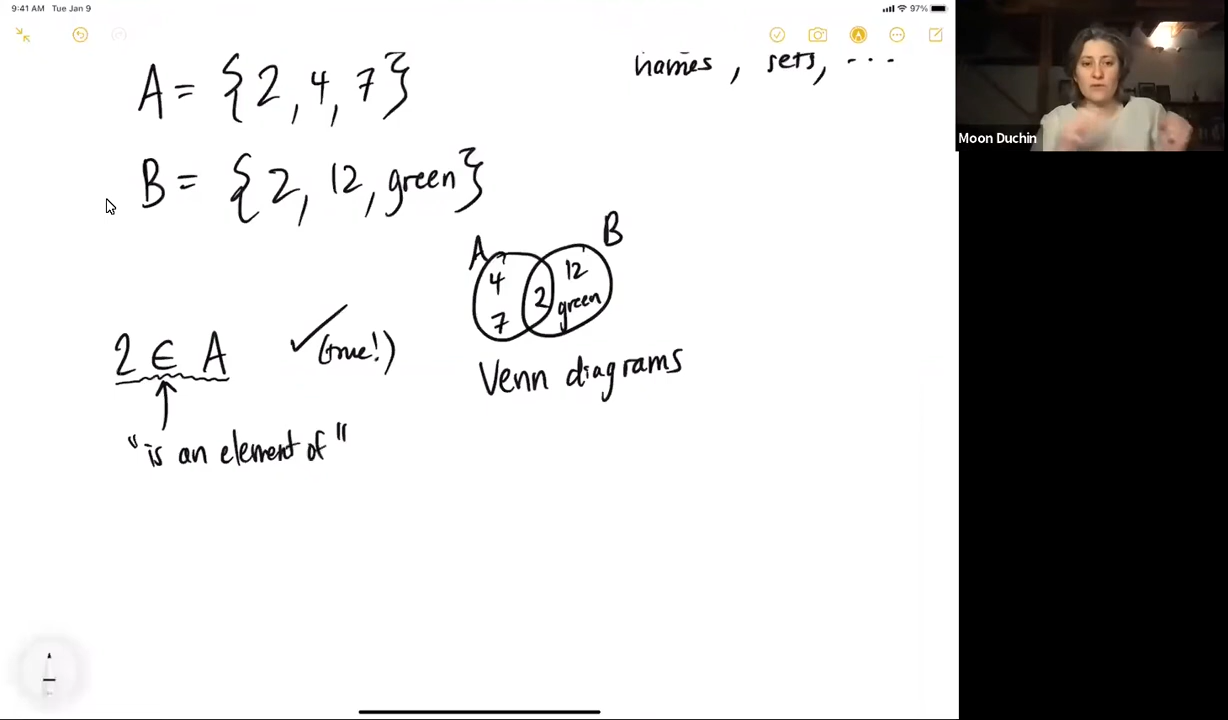 9:41 AM Tue Jan 9
97%
names, sets, ...
A = {2, 4, 7}
B = {2, 12, green}
Moon Duchin
A
B
4
12
2
green
7
2 ∈ A
✓ (true!)
Venn diagrams
"is an element of"